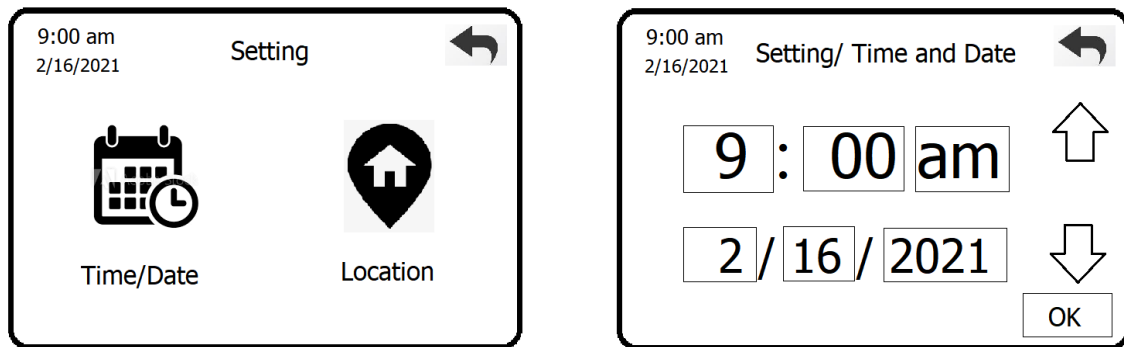 9:00 am
2/16/2021
Setting
Time/Date
Location
9:00 am
2/16/2021
Setting/ Time and Date
9 : 00 am
2 / 16 / 2021
OK